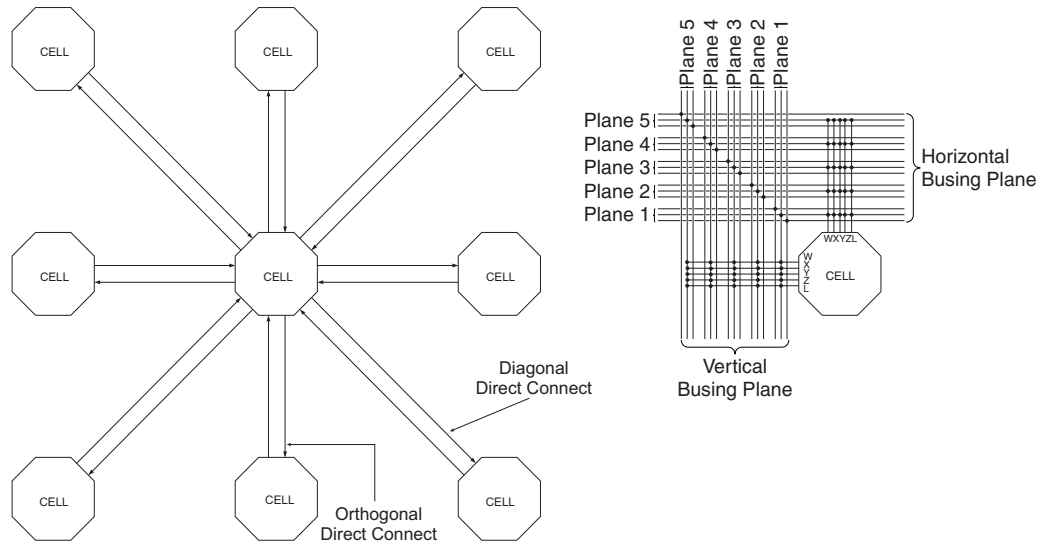 CELL
CELL
CELL
CELL
CELL
CELL
CELL
CELL
CELL
Diagonal
Direct Connect
Orthogonal
Direct Connect
Plane 5
Plane 4
Plane 3
Plane 2
Plane 1
Plane 5
Plane 4
Plane 3
Plane 2
Plane 1
Horizontal
Busing Plane
WXYZL
W
X
Y
Z
L
CELL
Vertical
Busing Plane